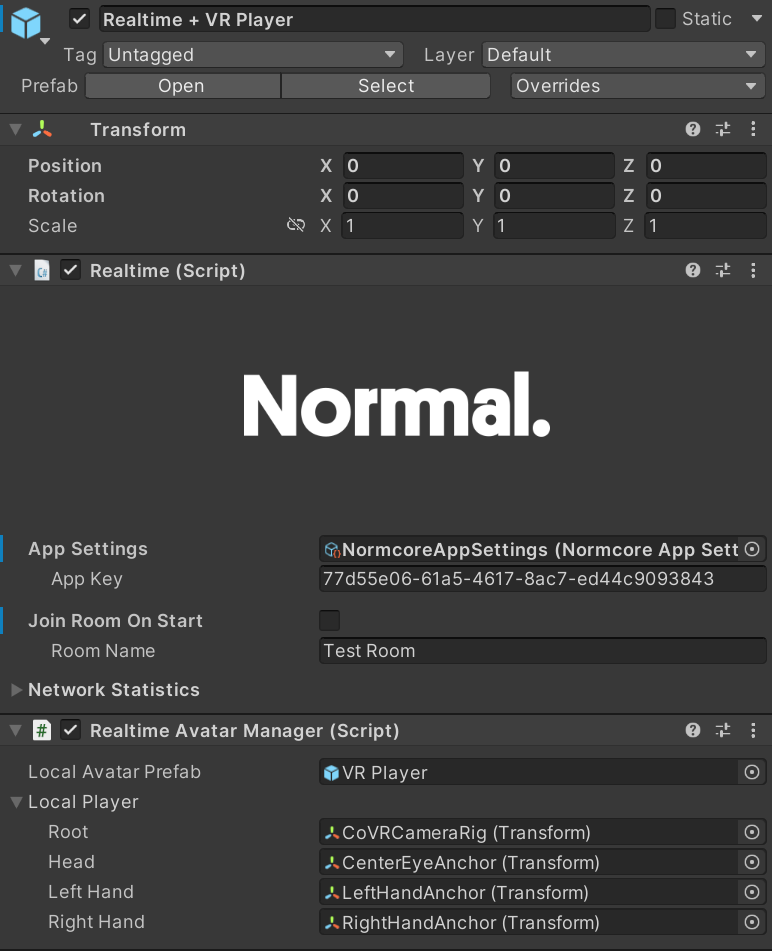 Realtime + VR Player Static
Tag Untagged Layer Default
Prefab Open Select Overrides
Transform
Position X 0 Y 0 Z 0
Rotation X 0 Y 0 Z 0
Scale X 1 Y 1 Z 1
C# Realtime (Script)
Normal.
App Settings NormcoreAppSettings (Normcore App Sett
App Key 77d55e06-61a5-4617-8ac7-ed44c9093843
Join Room On Start
Room Name Test Room
Network Statistics
# Realtime Avatar Manager (Script)
Local Avatar Prefab VR Player
Local Player
Root CoVRCameraRig (Transform)
Head CenterEyeAnchor (Transform)
Left Hand LeftHandAnchor (Transform)
Right Hand RightHandAnchor (Transform)